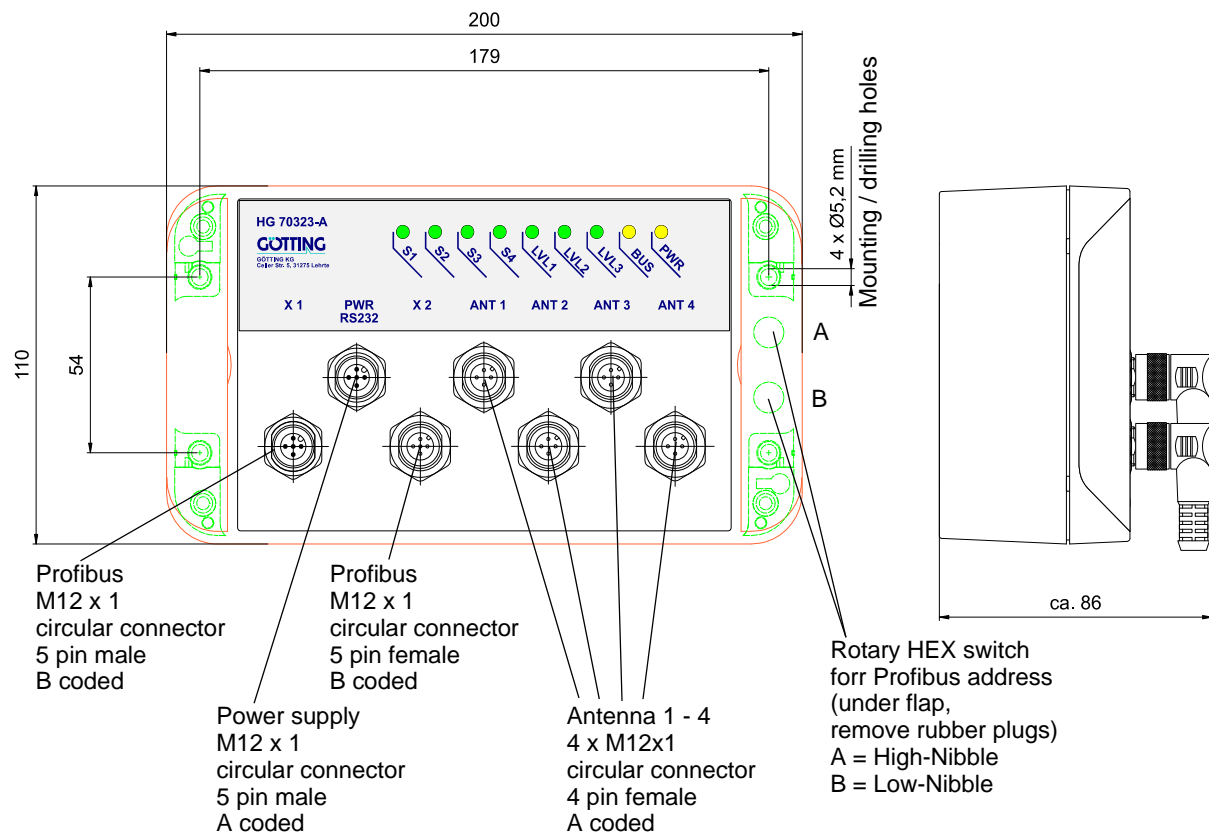 200
179
4 x Ø5,2 mm
Mounting / drilling holes
110
54
HG 70323-A
GÖTTING
GÖTTING KG
Celler Str. 5, 31275 Lehrte
S1
S2
S3
S4
LVL1
LVL2
LVL3
BUS
PWR
X 1
PWR
RS232
X 2
ANT 1
ANT 2
ANT 3
ANT 4
A
B
ca. 86
Profibus
M12 x 1
circular connector
5 pin male
B coded
Profibus
M12 x 1
circular connector
5 pin female
B coded
Power supply
M12 x 1
circular connector
5 pin male
A coded
Antenna 1 - 4
4 x M12x1
circular connector
4 pin female
A coded
Rotary HEX switch
forr Profibus address
(under flap,
remove rubber plugs)
A = High-Nibble
B = Low-Nibble